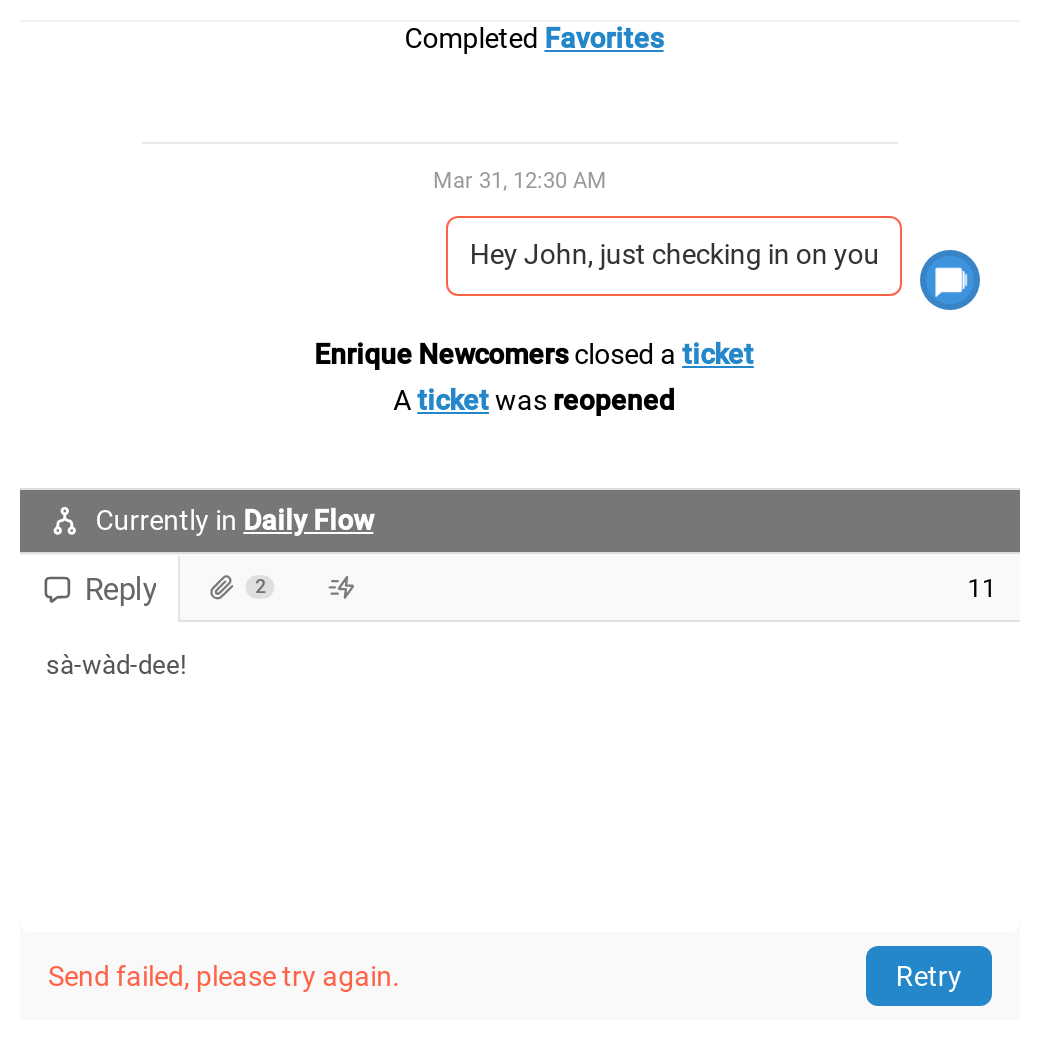 Completed Favorites
Mar 31, 12:30 AM
Hey John, just checking in on you
Enrique Newcomers closed a ticket
A ticket was reopened
Currently in Daily Flow
Reply 2 11
sà-wàd-dee!
Send failed, please try again. Retry